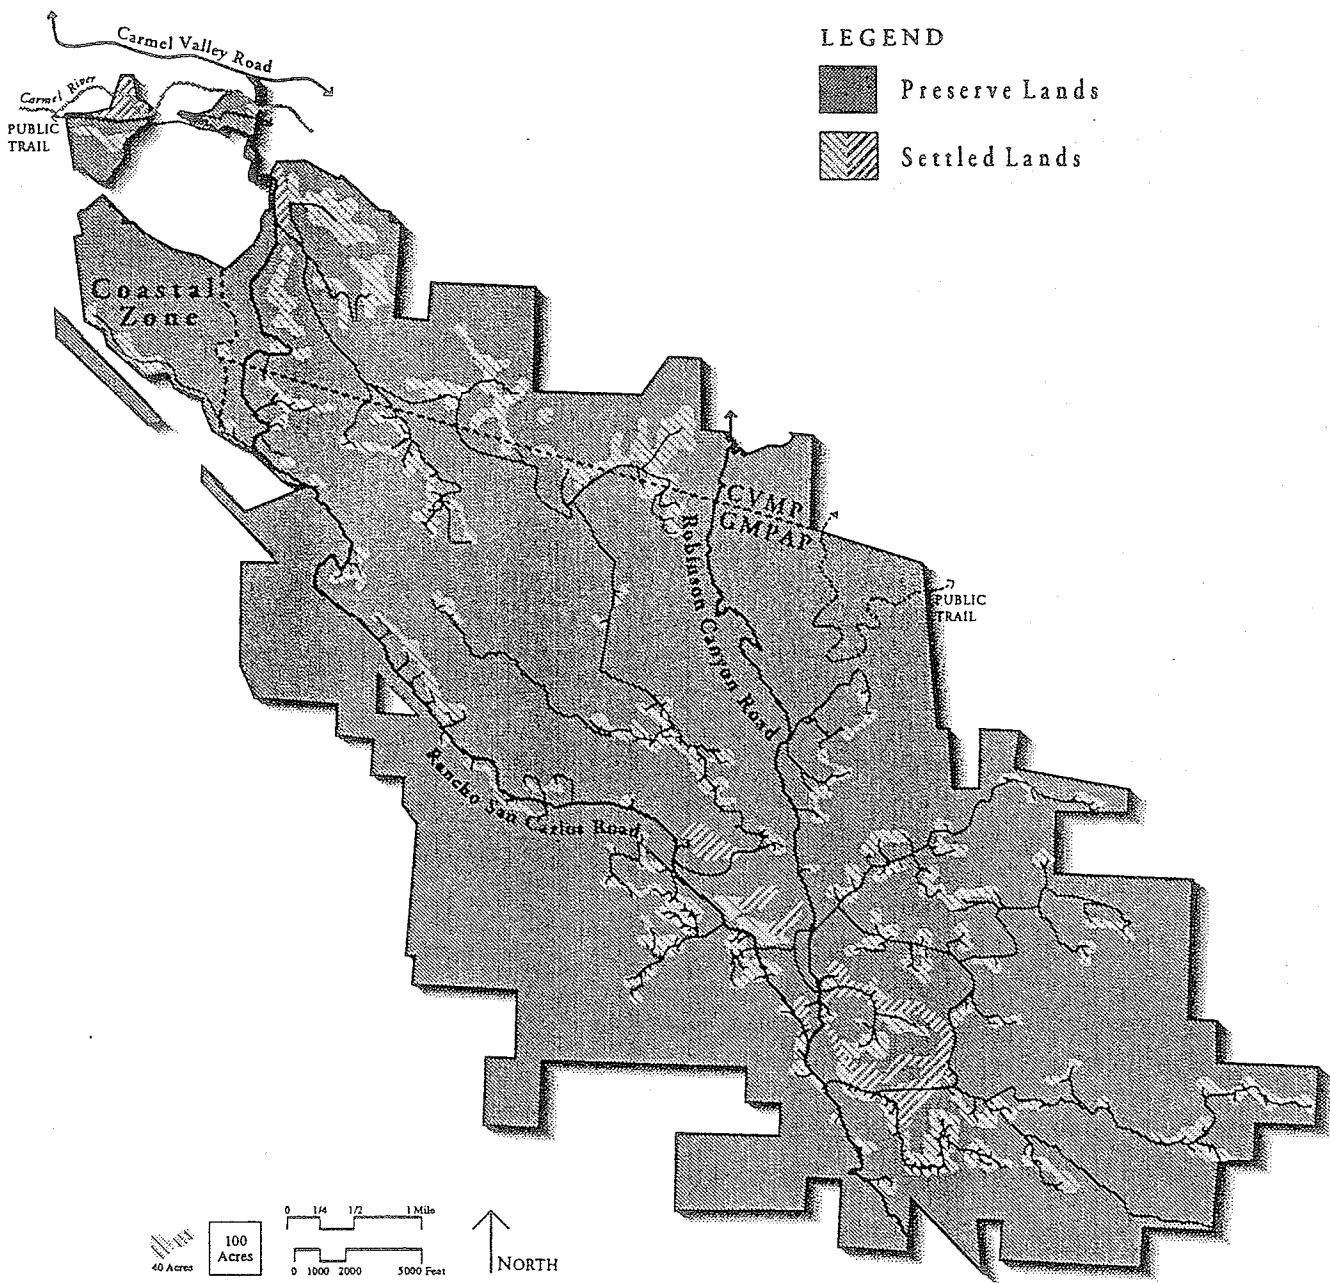 Carmel Valley Road
LEGEND
Preserve Lands
Carmel River
PUBLIC
TRAIL
Settled Lands
Coastal
Zone
CVMP
GMPAP
Robinson Canyon Road
PUBLIC
TRAIL
Rancho San Carlos Road
0 1/4 1/2 1 Mile
100
Acres
40 Acres
0 1000 2000 5000 Feet
NORTH